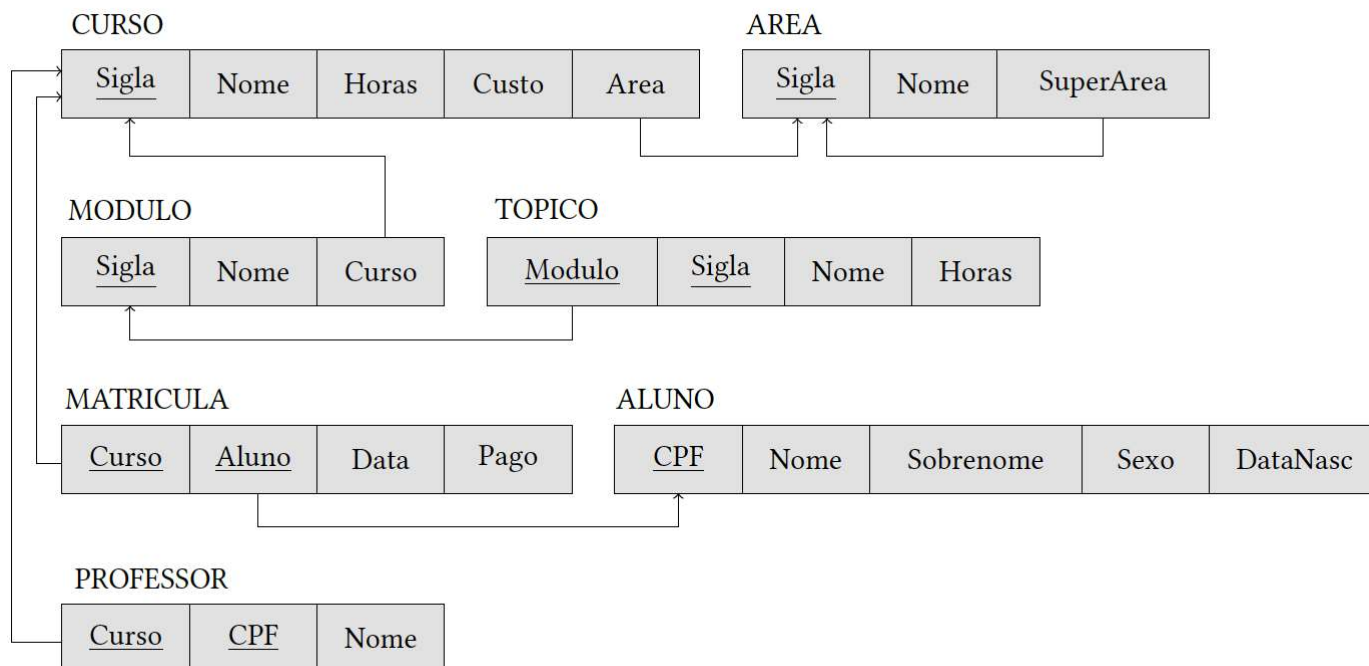 CURSO AREA
Sigla Nome Horas Custo Area Sigla Nome SuperArea
MODULO TOPICO
Sigla Nome Curso Modulo Sigla Nome Horas
MATRICULA ALUNO
Curso Aluno Data Pago CPF Nome Sobrenome Sexo DataNasc
PROFESSOR
Curso CPF Nome